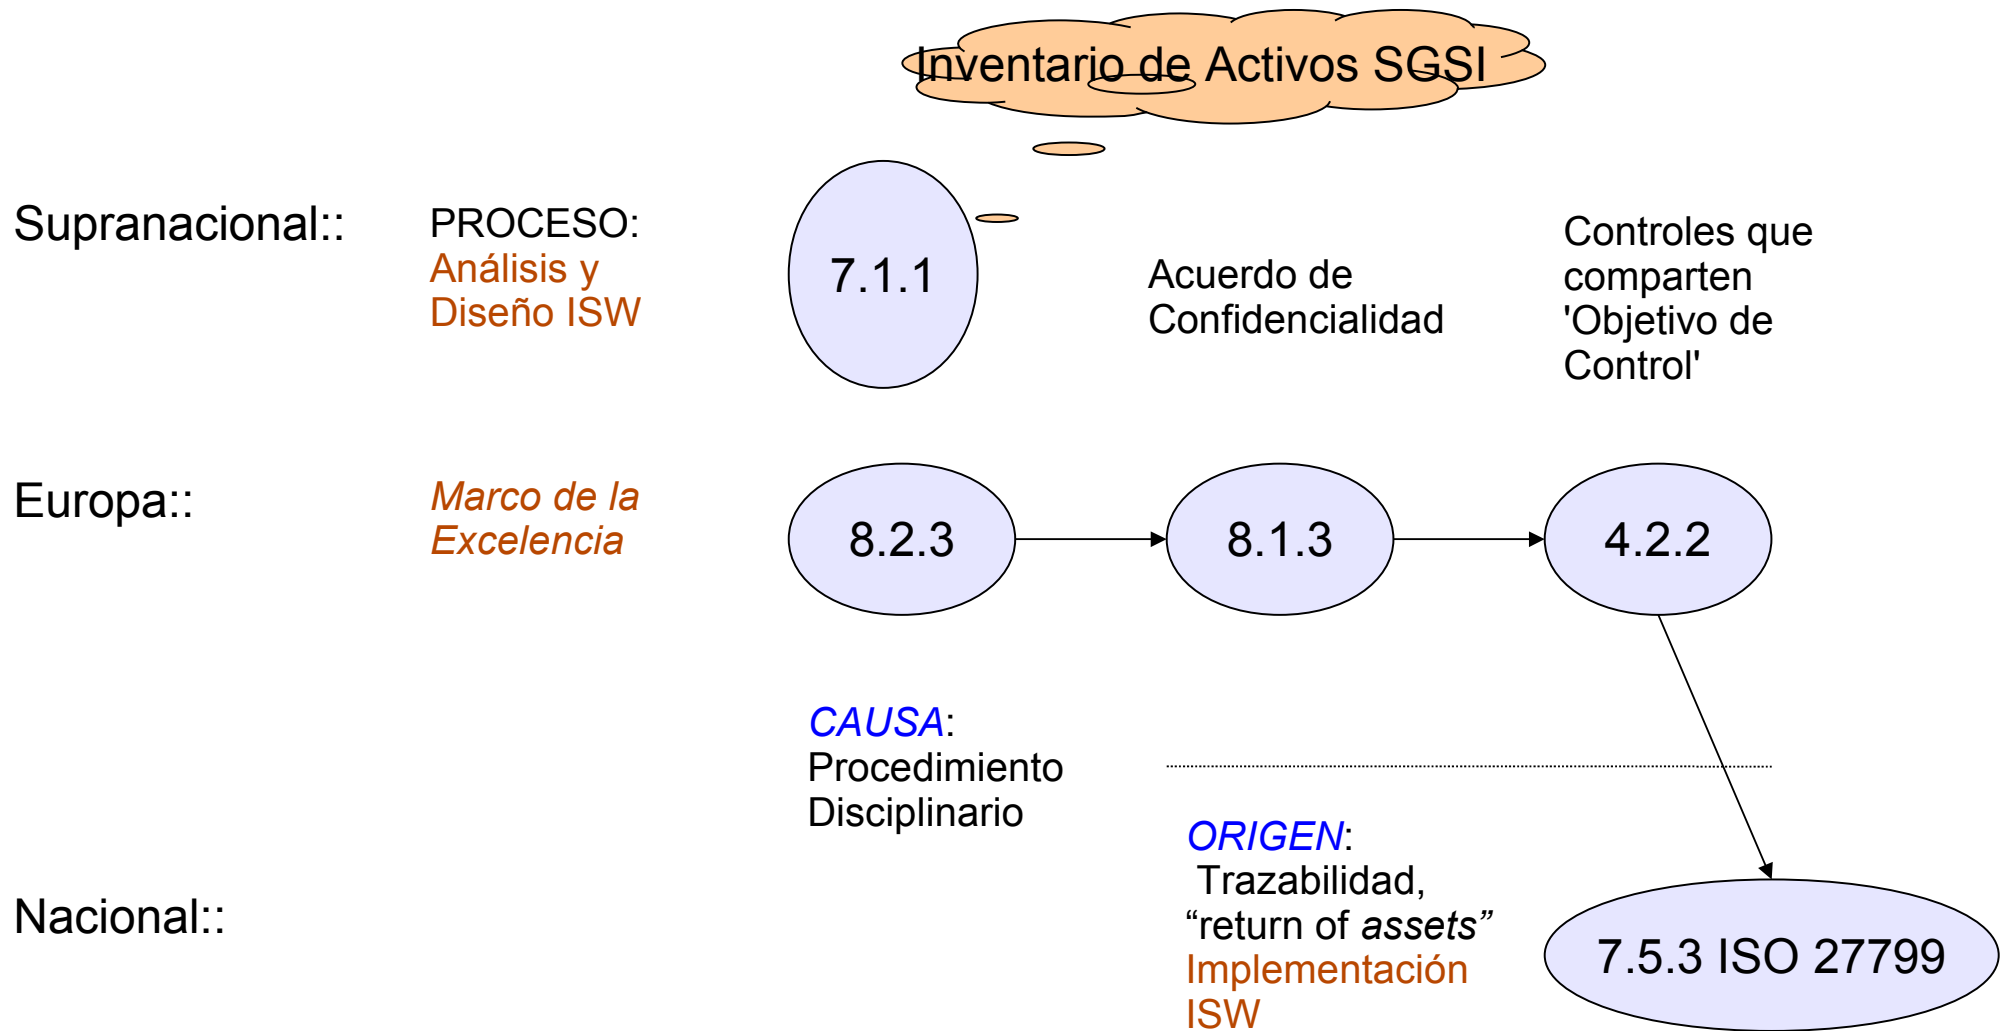 Inventario de Activos SGSI
Supranacional::
PROCESO:
Análisis y
Diseño ISW
7.1.1
Acuerdo de
Confidencialidad
Controles que
comparten
'Objetivo de
Control'
Europa::
Marco de la
Excelencia
8.2.3
8.1.3
4.2.2
CAUSA:
Procedimiento
Disciplinario
ORIGEN:
Trazabilidad,
“return of assets”
Implementación
ISW
Nacional::
7.5.3 ISO 27799